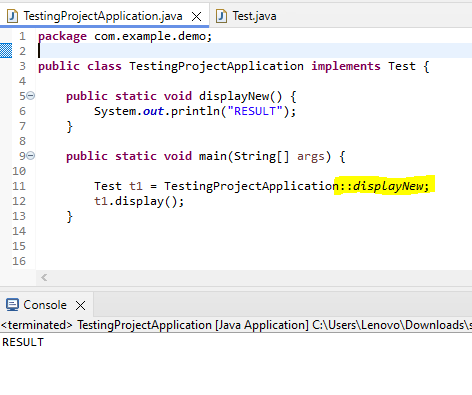 TestingProjectApplication.java Test.java
1 package com.example.demo;
2
3 public class TestingProjectApplication implements Test {
4
5 public static void displayNew() {
6 System.out.println("RESULT");
7 }
8
9 public static void main(String[] args) {
10
11 Test t1 = TestingProjectApplication::displayNew;
12 t1.display();
13 }
14
15
16
Console
<terminated> TestingProjectApplication [Java Application] C:\Users\Lenovo\Downloads\s
RESULT